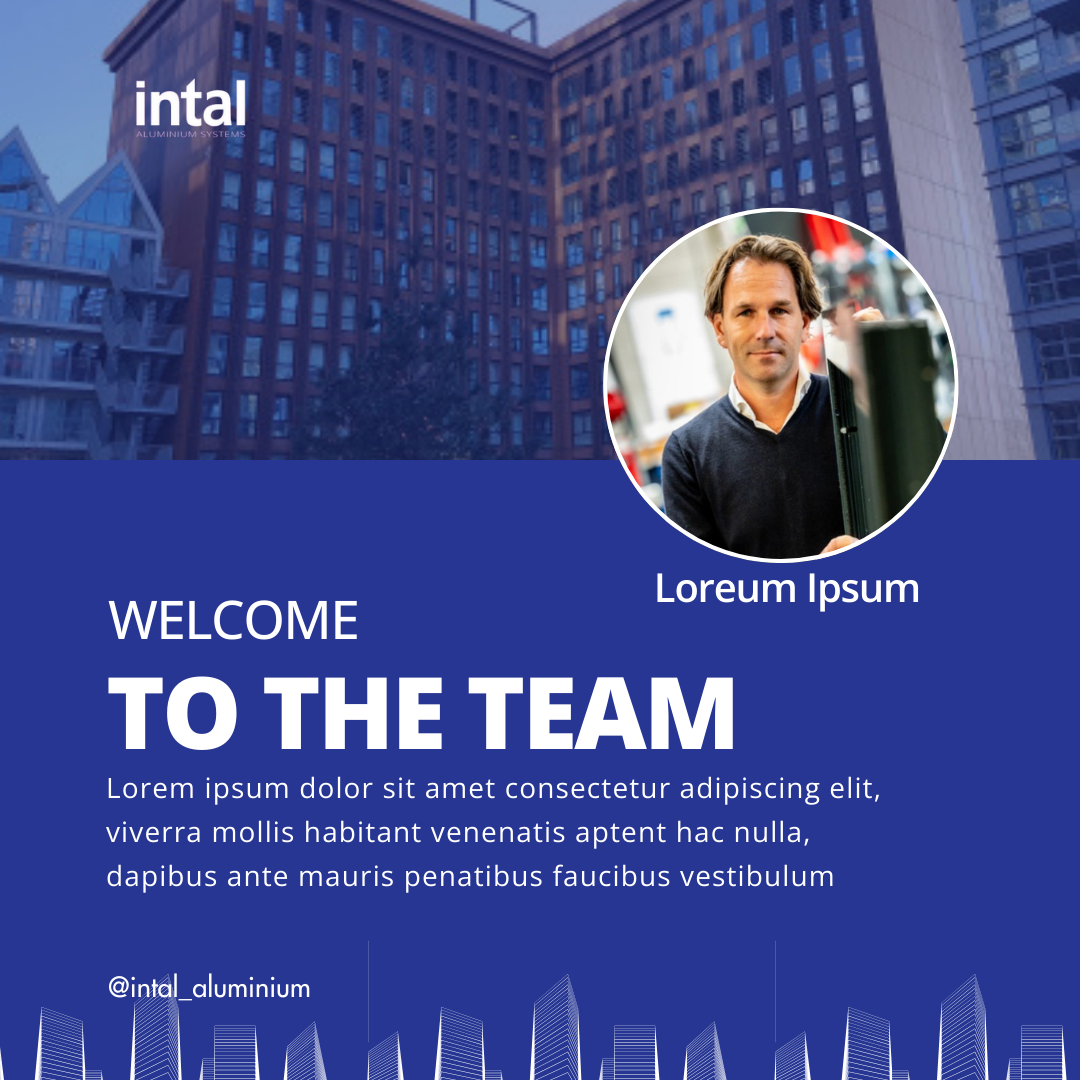 intal
ALUMINIUM SYSTEMS
Loreum Ipsum
WELCOME
TO THE TEAM
Lorem ipsum dolor sit amet consectetur adipiscing elit,
viverra mollis habitant venenatis aptent hac nulla,
dapibus ante mauris penatibus faucibus vestibulum
@intal_aluminium